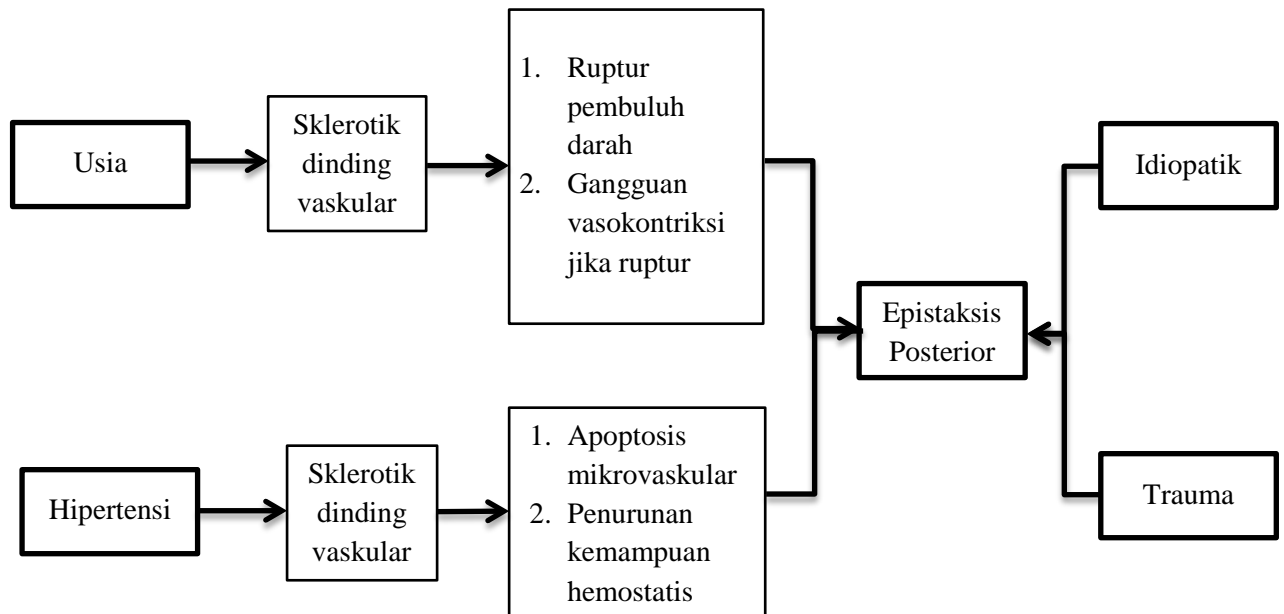 Usia
Sklerotik
dinding
vaskular
1. Ruptur
pembuluh
darah
2. Gangguan
vasokontriksi
jika ruptur
Hipertensi
Sklerotik
dinding
vaskular
1. Apoptosis
mikrovaskular
2. Penurunan
kemampuan
hemostatis
Epistaksis
Posterior
Idiopatik
Trauma